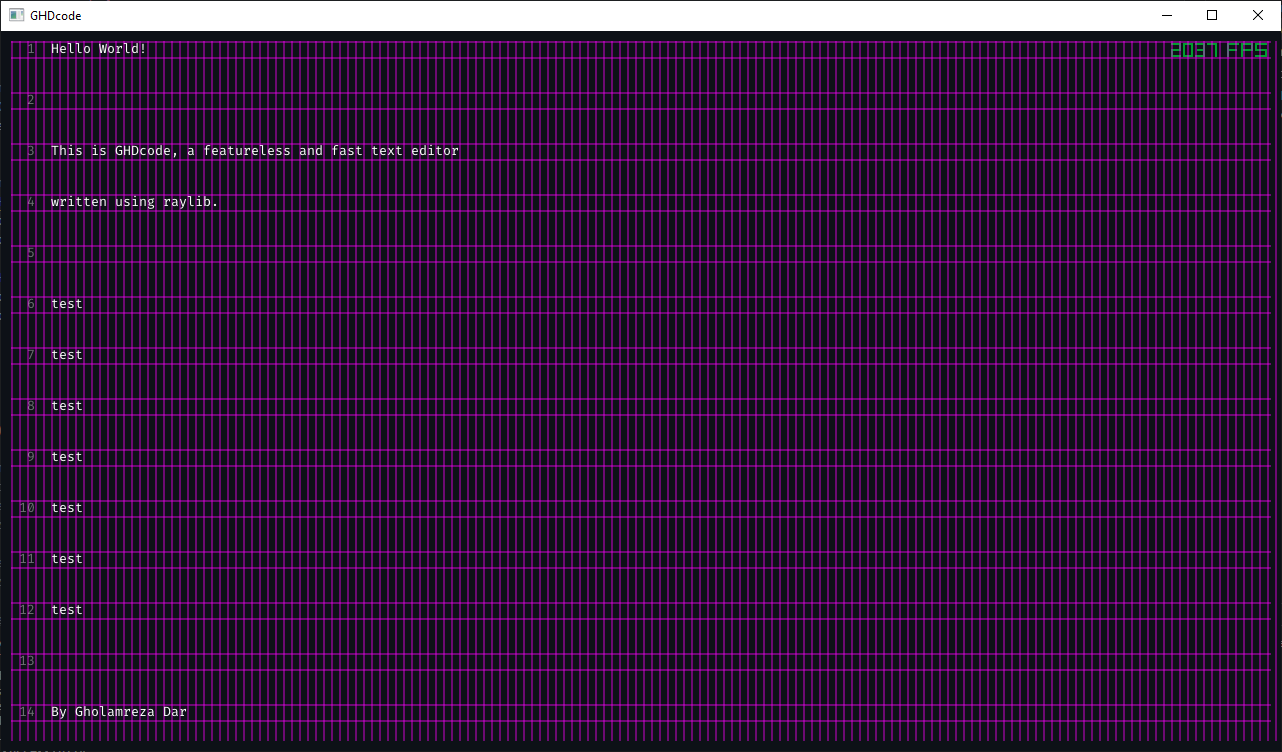 GHDcode
2037 FPS
1 Hello World!
2
3 This is GHDcode, a featureless and fast text editor
4 written using raylib.
5
6 test
7 test
8 test
9 test
10 test
11 test
12 test
13
14 By Gholamreza Dar